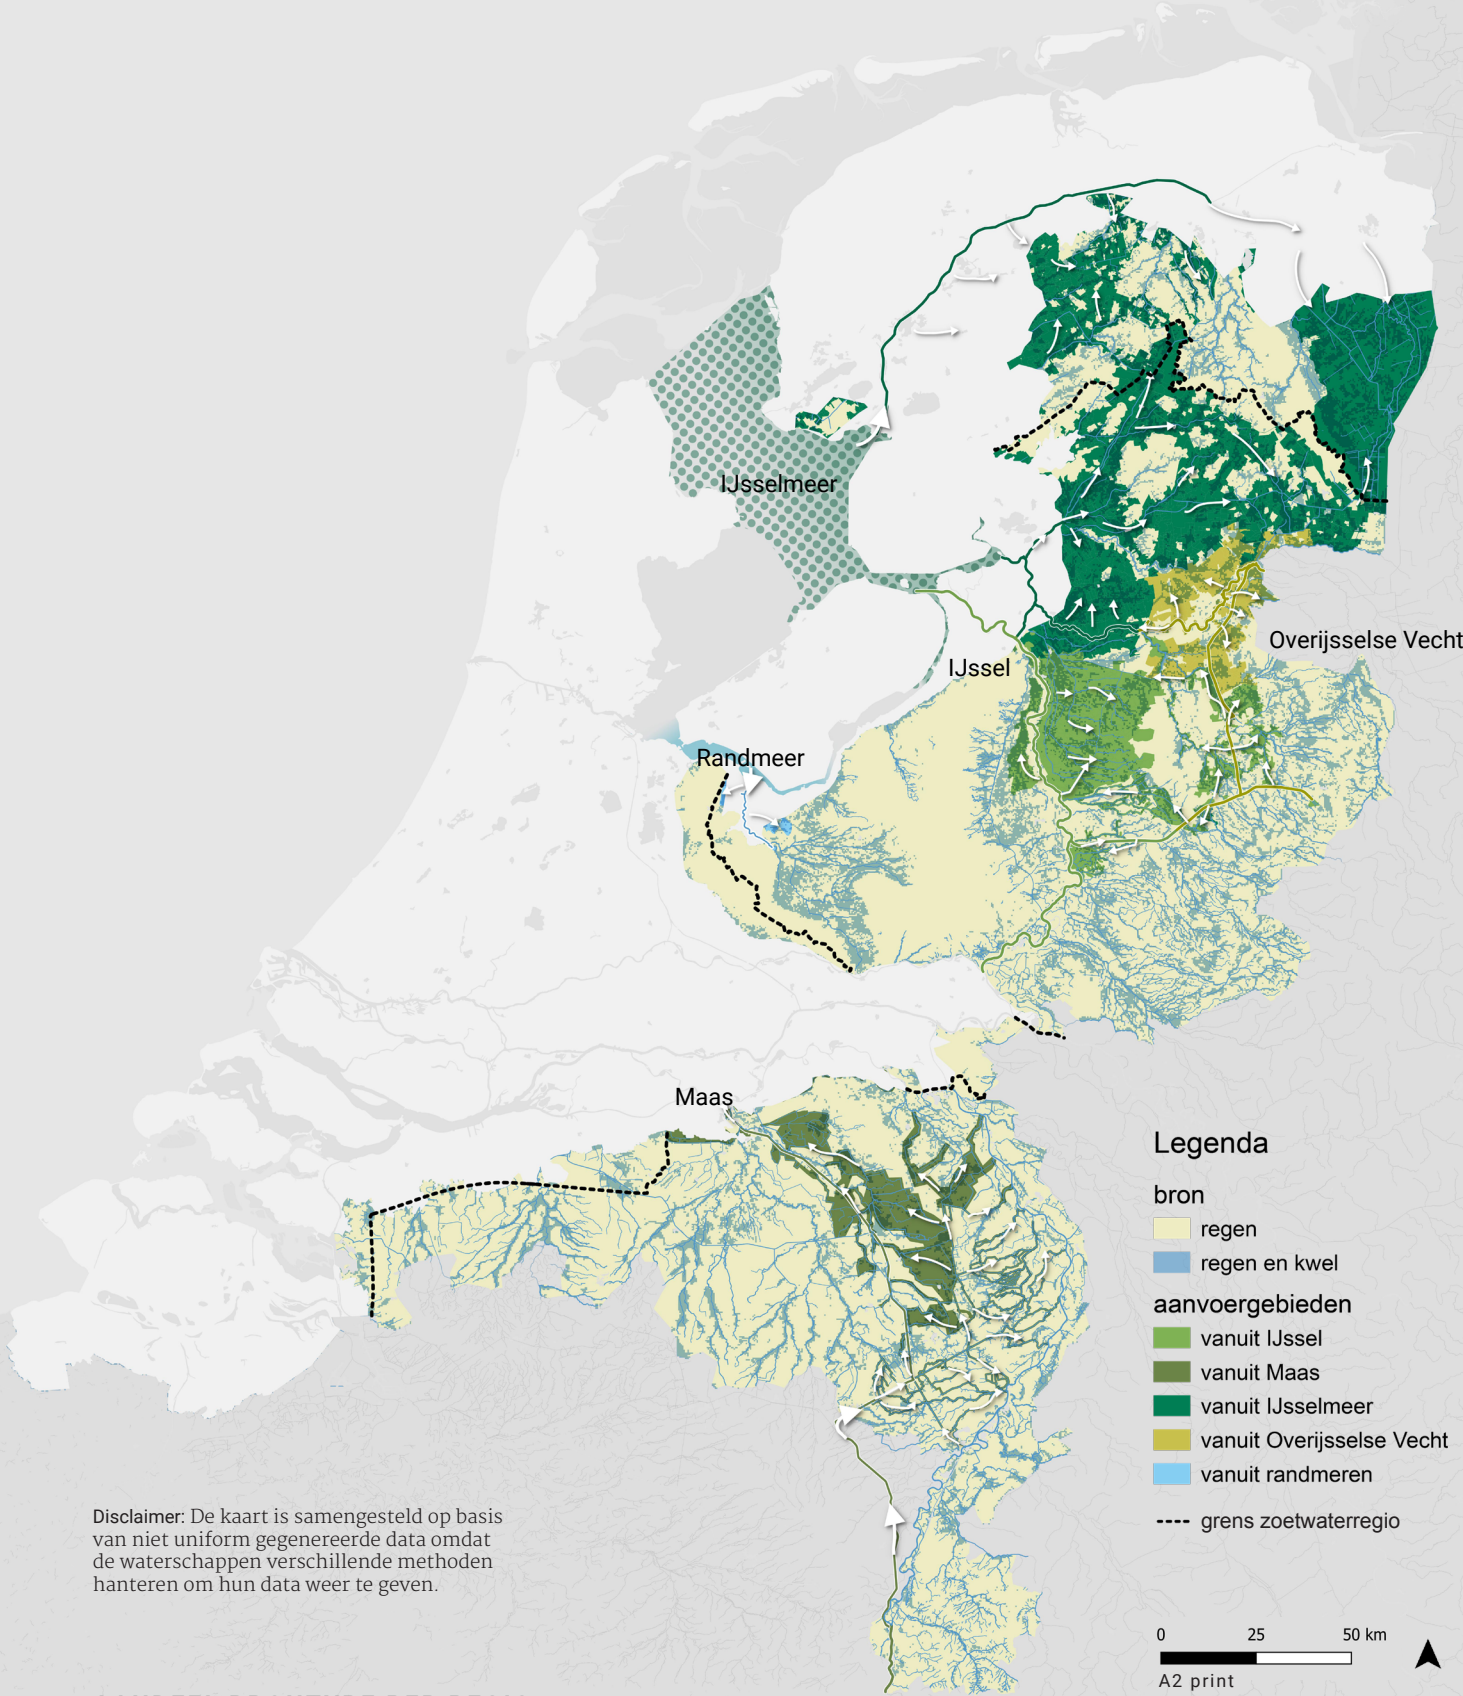 IJsselmeer
Overijsselse Vecht
IJssel
Randmeer
Maas
Legenda
bron
regen
regen en kwel
aanvoergebieden
vanuit IJssel
vanuit Maas
vanuit IJsselmeer
vanuit Overijsselse Vecht
vanuit randmeren
grens zoetwaterregio
Disclaimer: De kaart is samengesteld op basis
van niet uniform gegenereerde data omdat
de waterschappen verschillende methoden
hanteren om hun data weer te geven.
0 25 50 km
A2 print